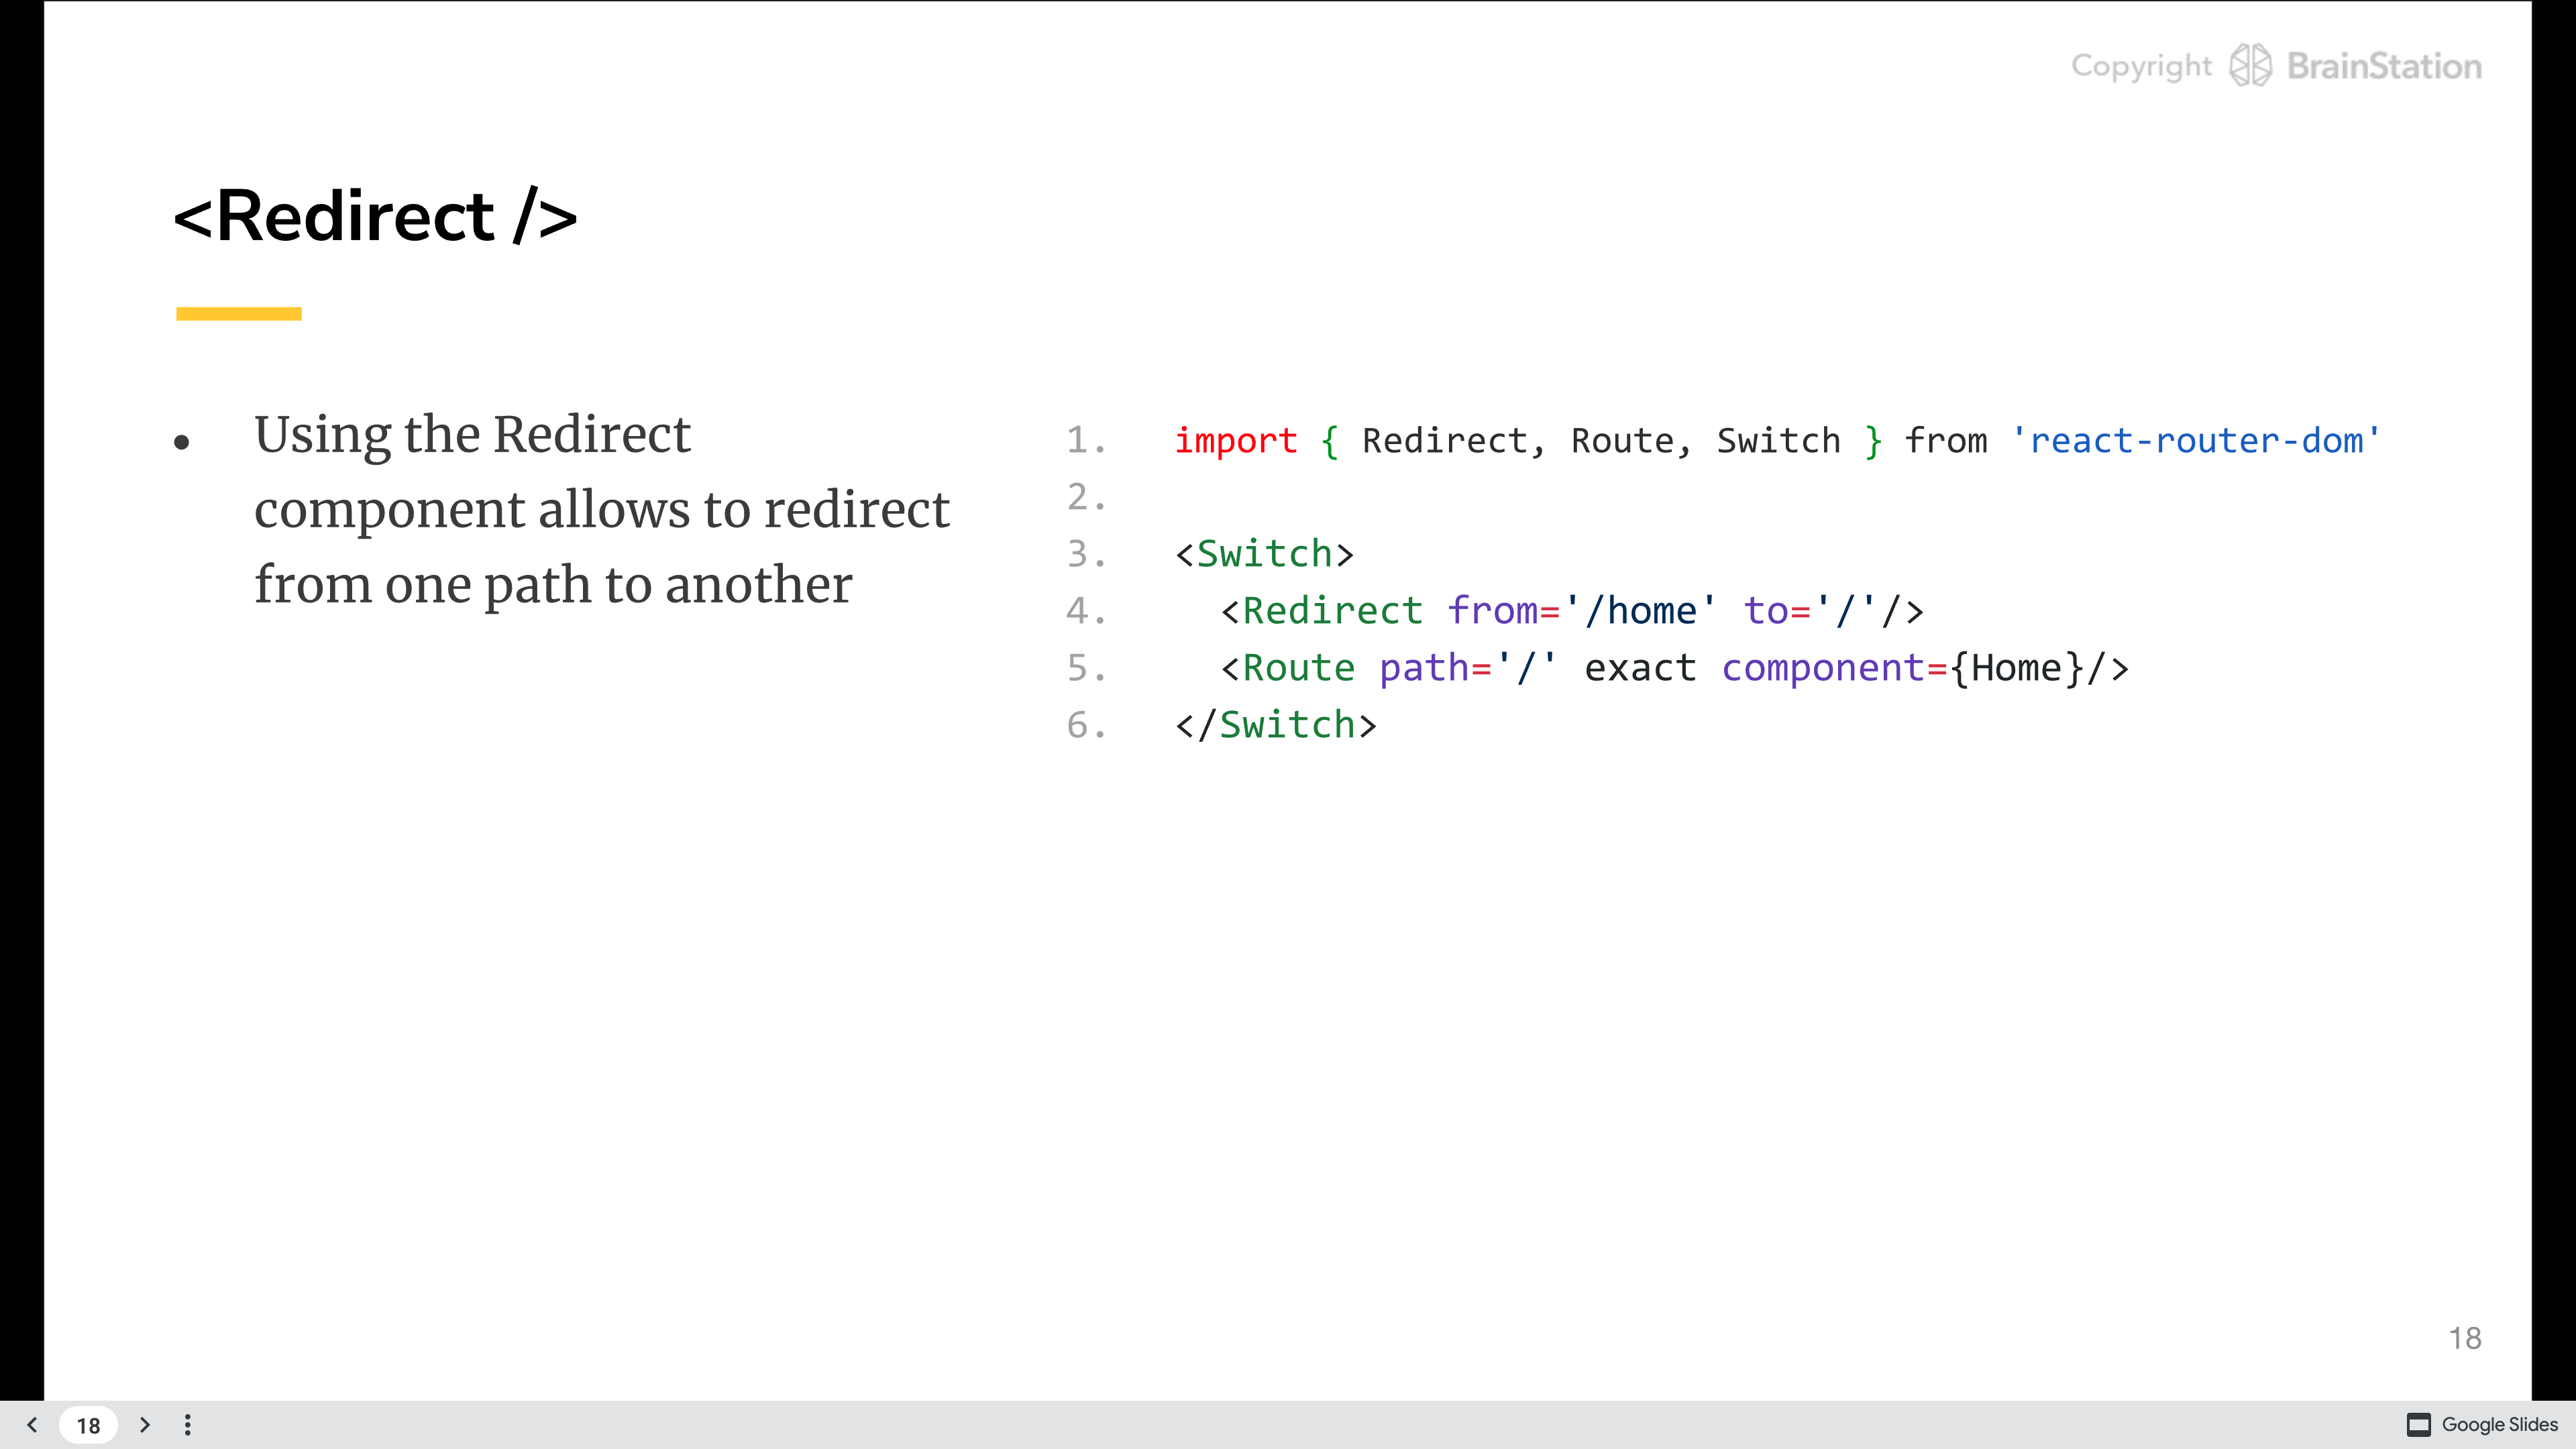 Copyright BrainStation
<Redirect />
● Using the Redirect
component allows to redirect
from one path to another
1. import { Redirect, Route, Switch } from 'react-router-dom'
2.
3. <Switch>
4.   <Redirect from='/home' to='/'/>
5.   <Route path='/' exact component={Home}/>
6. </Switch>
18
18
Google Slides